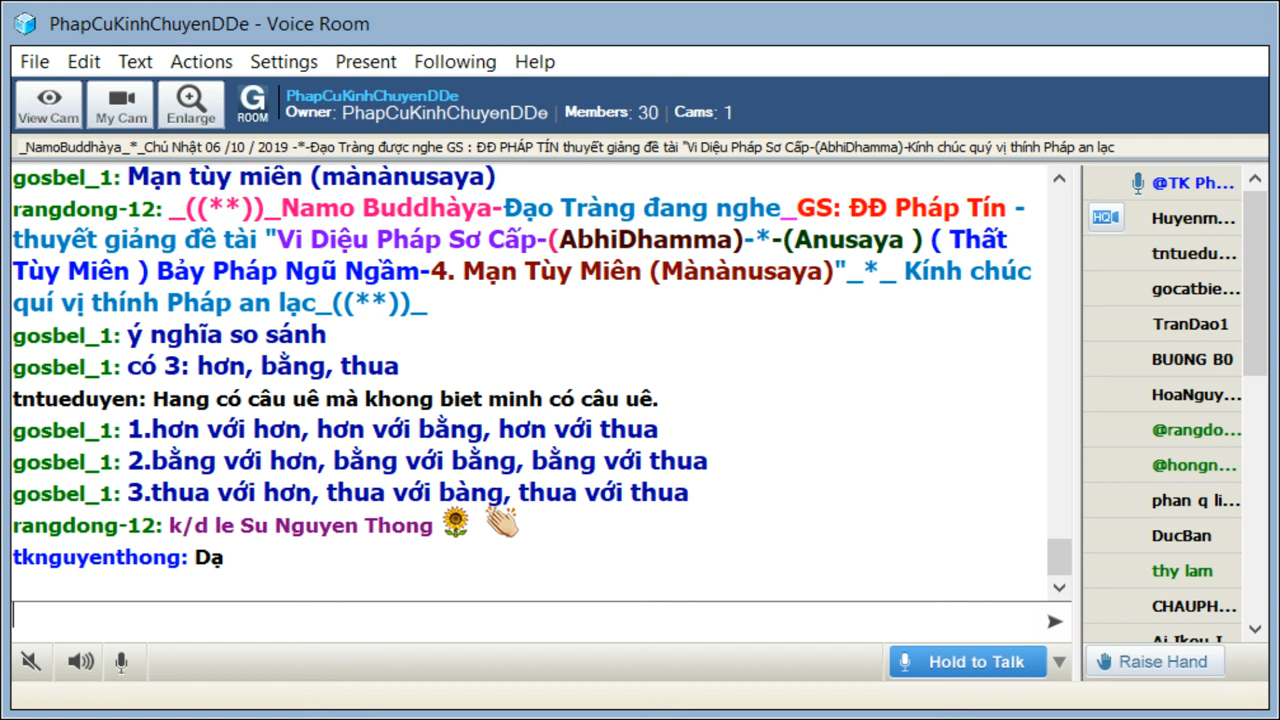 PhapCuKinhChuyenDDe - Voice Room
File Edit Text Actions Settings Present Following Help
View Cam My Cam Enlarge G ROOM
PhapCuKinhChuyenDDe
Owner: PhapCuKinhChuyenDDe | Members: 30 | Cams: 1
_NamoBuddhàya_*_Chủ Nhật 06 /10 / 2019 -*-Đạo Tràng được nghe GS : ĐĐ PHÁP TÍN thuyết giảng đề tài "Vi Diệu Pháp Sơ Cấp-(AbhiDhamma)-Kính chúc quý vị thính Pháp an lạc
gosbel_1: Mạn tùy miên (mànànusaya)
rangdong-12: _((**))_Namo Buddhàya-Đạo Tràng đang nghe_GS: ĐĐ Pháp Tín -
thuyết giảng đề tài "Vi Diệu Pháp Sơ Cấp-(AbhiDhamma)-*-(Anusaya ) ( Thất
Tùy Miên ) Bảy Pháp Ngũ Ngầm-4. Mạn Tùy Miên (Mànànusaya)"_*_ Kính chúc
quí vị thính Pháp an lạc_((**))_
gosbel_1: ý nghĩa so sánh
gosbel_1: có 3: hơn, bằng, thua
tntueduyen: Hang có câu uê mà khong biet minh có câu uê.
gosbel_1: 1.hơn với hơn, hơn với bằng, hơn với thua
gosbel_1: 2.bằng với hơn, bằng với bằng, bằng với thua
gosbel_1: 3.thua với hơn, thua với bàng, thua với thua
rangdong-12: k/d le Su Nguyen Thong
tknguyenthong: Dạ
@TK Ph...
HQ
Huyenm...
tntuedu...
gocatbie...
TranDao1
BU0NG B0
HoaNguy...
@rangdo...
@hongn...
phan q li...
DucBan
thy lam
CHAUPH...
Hold to Talk
Raise Hand